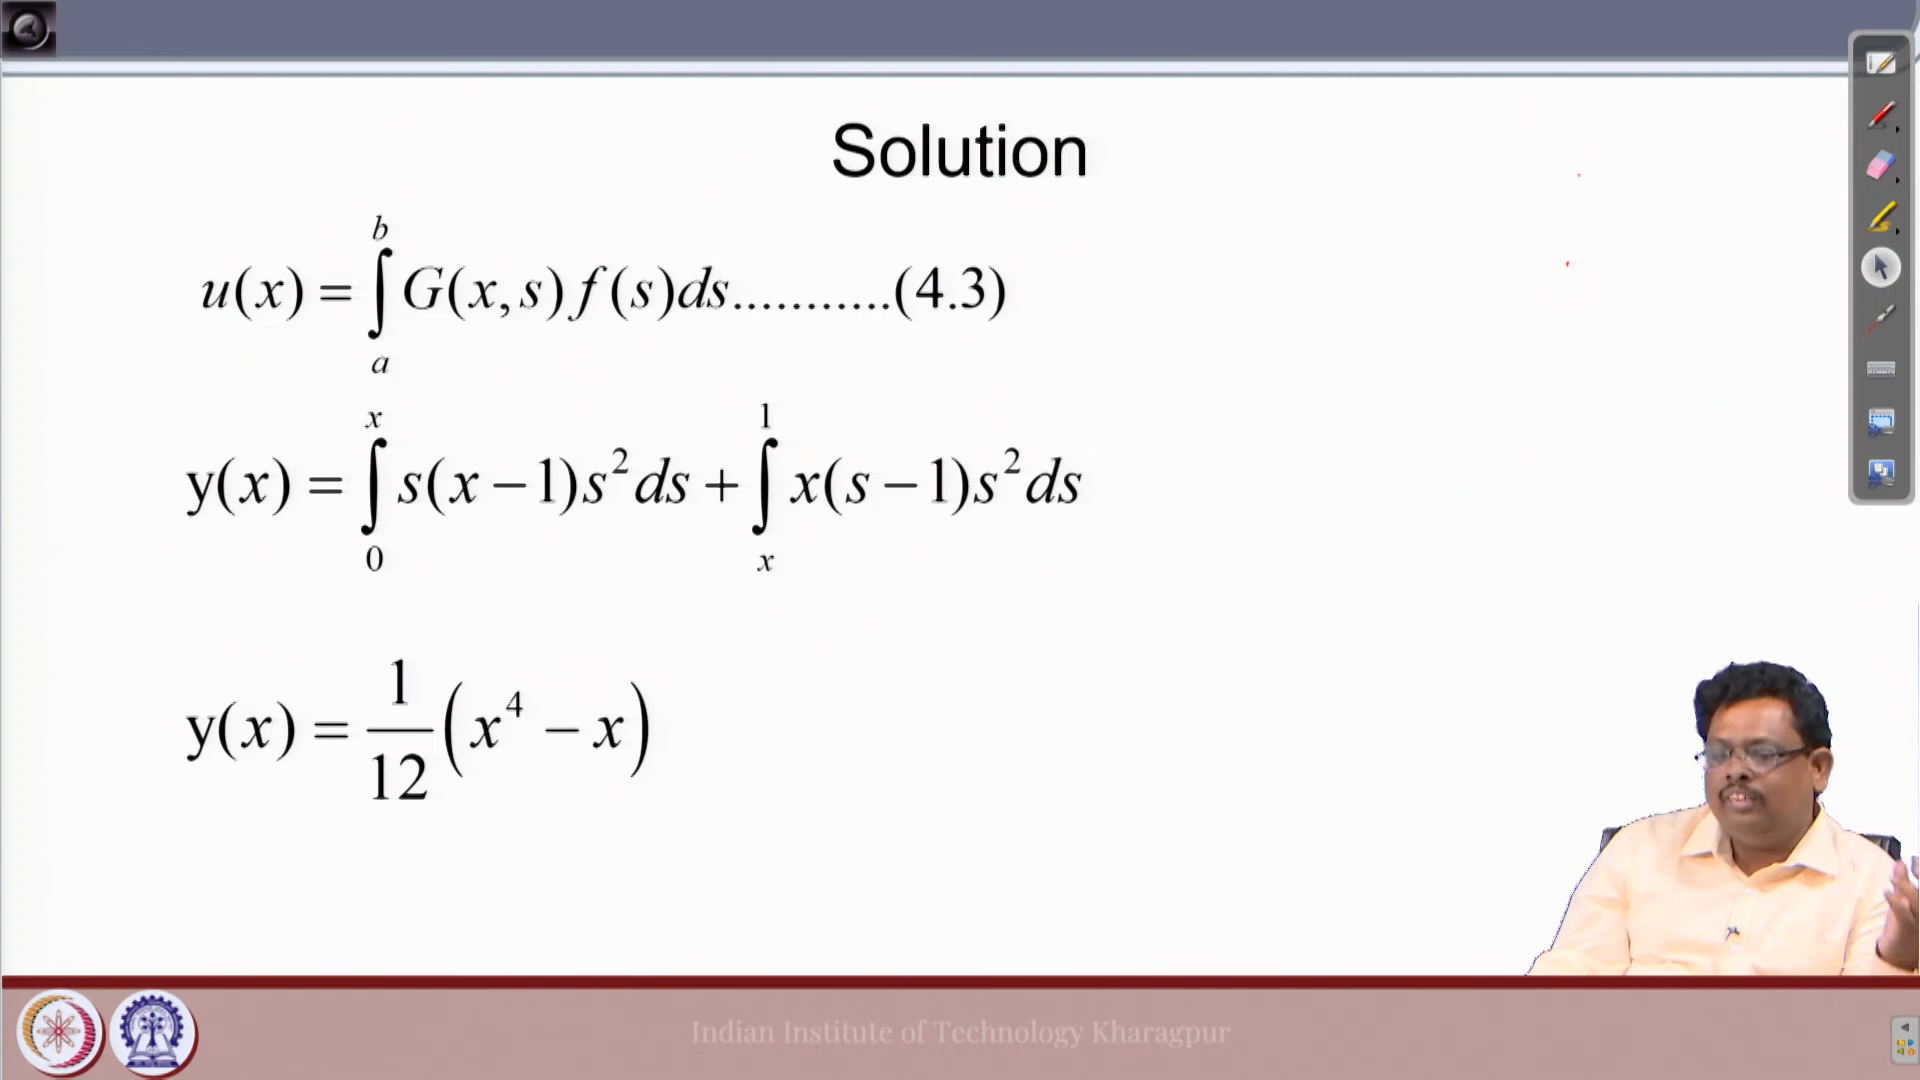 Solution
u(x) = ∫_a^b G(x,s) f(s)ds...........(4.3)
y(x) = ∫_0^x s(x−1)s² ds + ∫_x^1 x(s−1)s² ds
y(x) = 1/12 (x⁴ − x)
Indian Institute of Technology Kharagpur